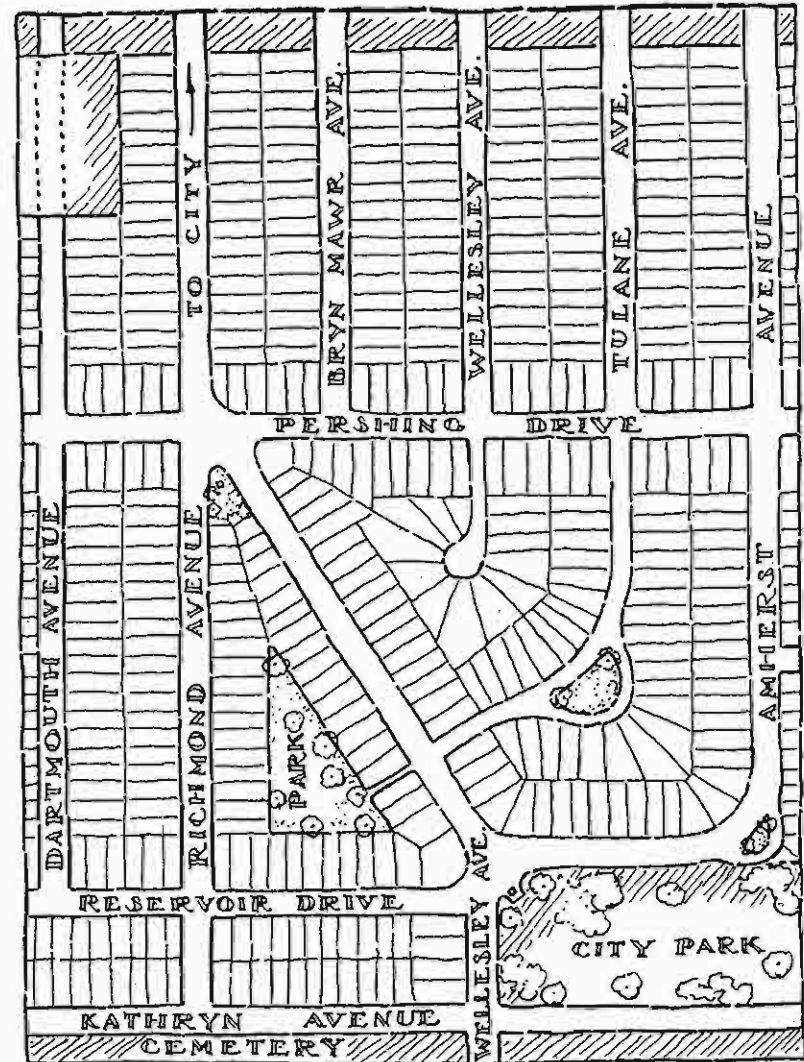 TO CITY
BRYN MAWR AVE.
WELLESLEY AVE.
TULANE AVE.
AMHERST AVENUE
PERSHING DRIVE
DARTMOUTH AVENUE
RICHMOND AVENUE
PARK
WELLESLEY AVE.
RESERVOIR DRIVE
CITY PARK
KATHRYN AVENUE
CEMETERY